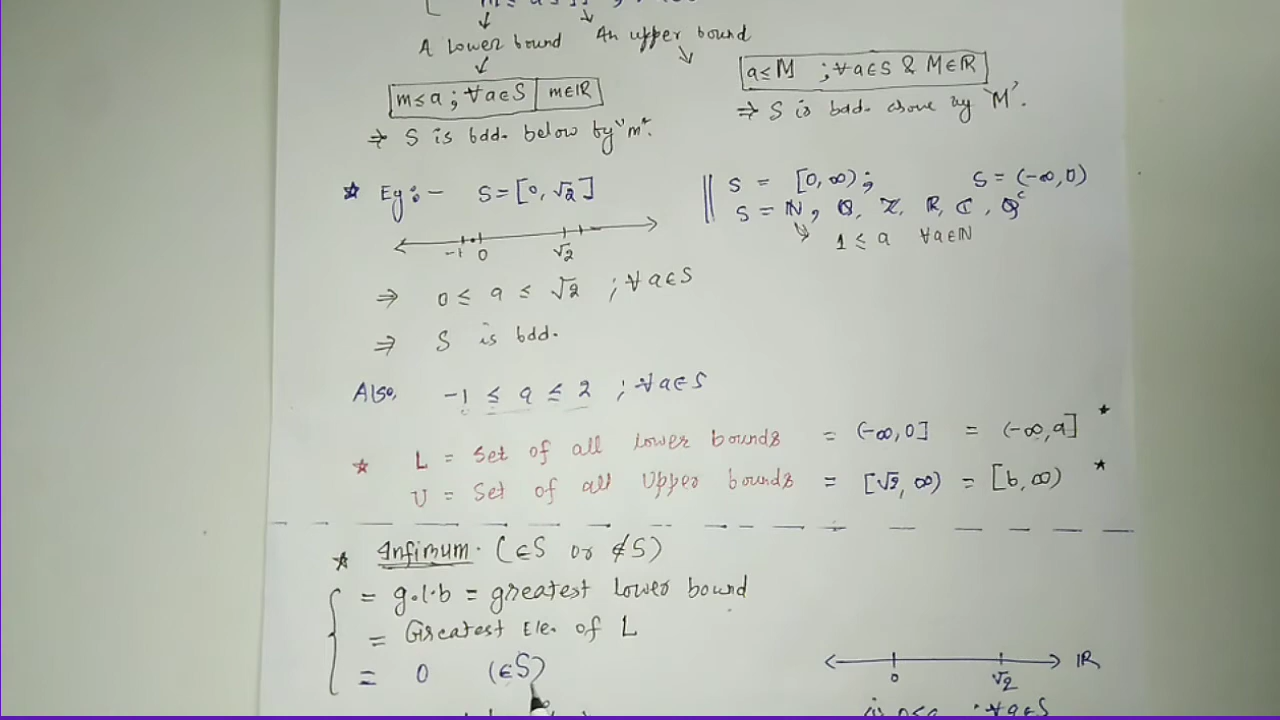 A Lower bound An upper bound
m≤a ; ∀a∈S m∈ℝ
a≤M ; ∀a∈S & M∈ℝ
⇒ S is bdd. below by "m".
⇒ S is bdd. above by 'M'.
☆ Eg:- S=[0, √2]
S = [0, ∞); S = (-∞, 0)
S = ℕ, ℚ, ℤ, ℝ, ℂ, ℚᶜ
1 ≤ a ∀a∈ℕ
-1 0 √2
⇒ 0 ≤ a ≤ √2 ; ∀a∈S
⇒ S is bdd.
Also, -1 ≤ a ≤ 2 ; ∀a∈S
☆ L = Set of all Lower bounds = (-∞, 0] = (-∞, a] ★
U = Set of all Upper bounds = [√2, ∞) = [b, ∞) ★
☆ Infimum. (∈S or ∉S)
= g.l.b = greatest lower bound
= Greatest Ele. of L
= 0 (∈S)
ℝ
0 √2